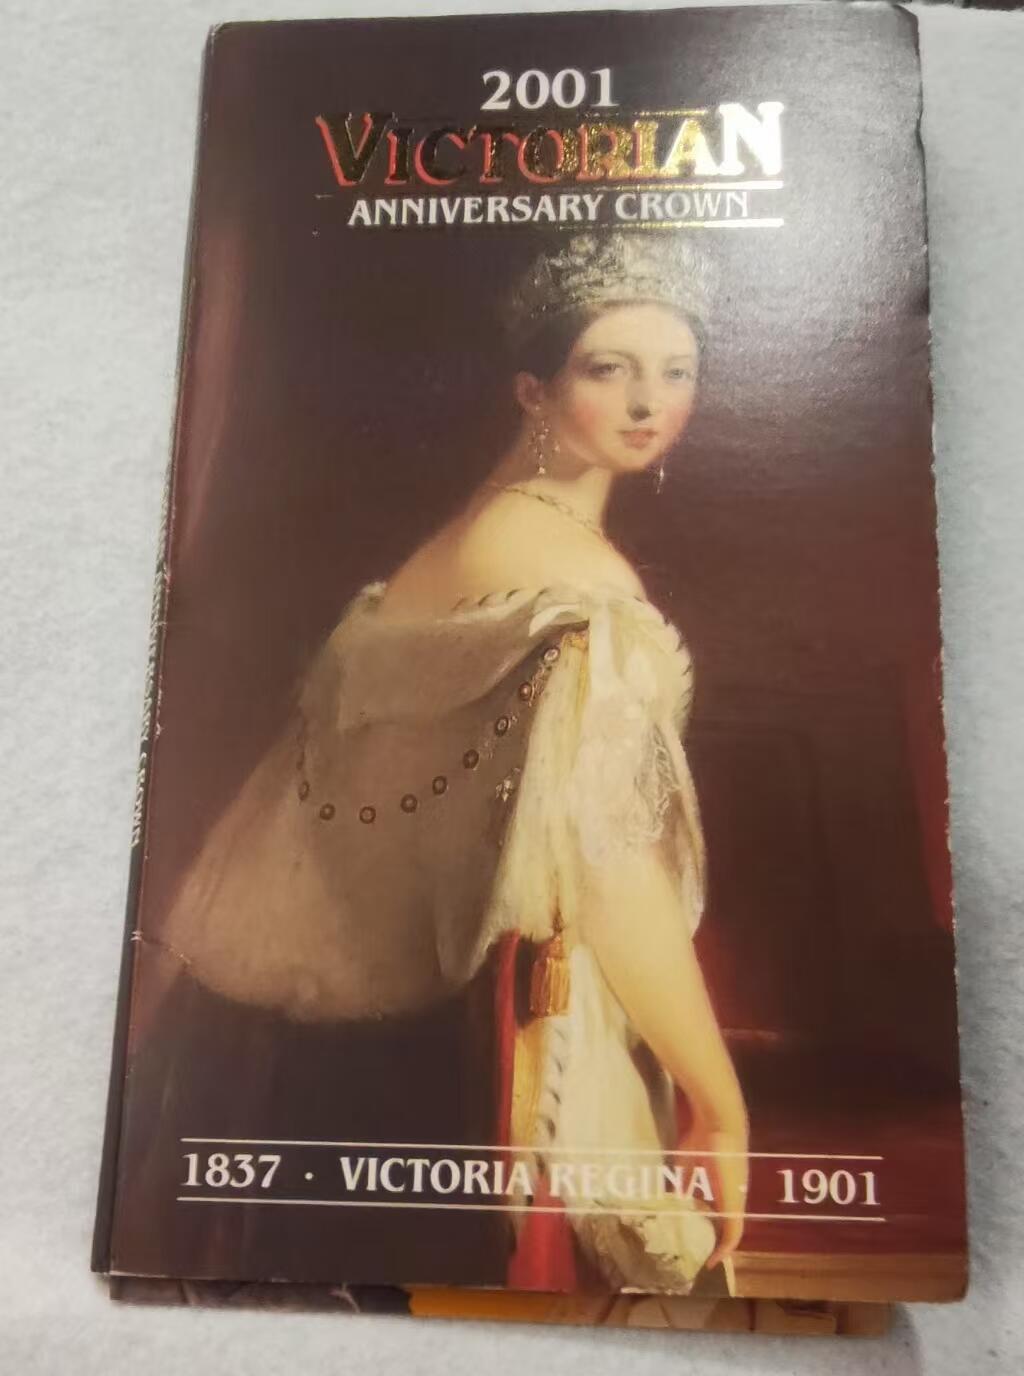 2001
VICTORIAN
ANNIVERSARY CROWN
1837 · VICTORIA REGINA · 1901